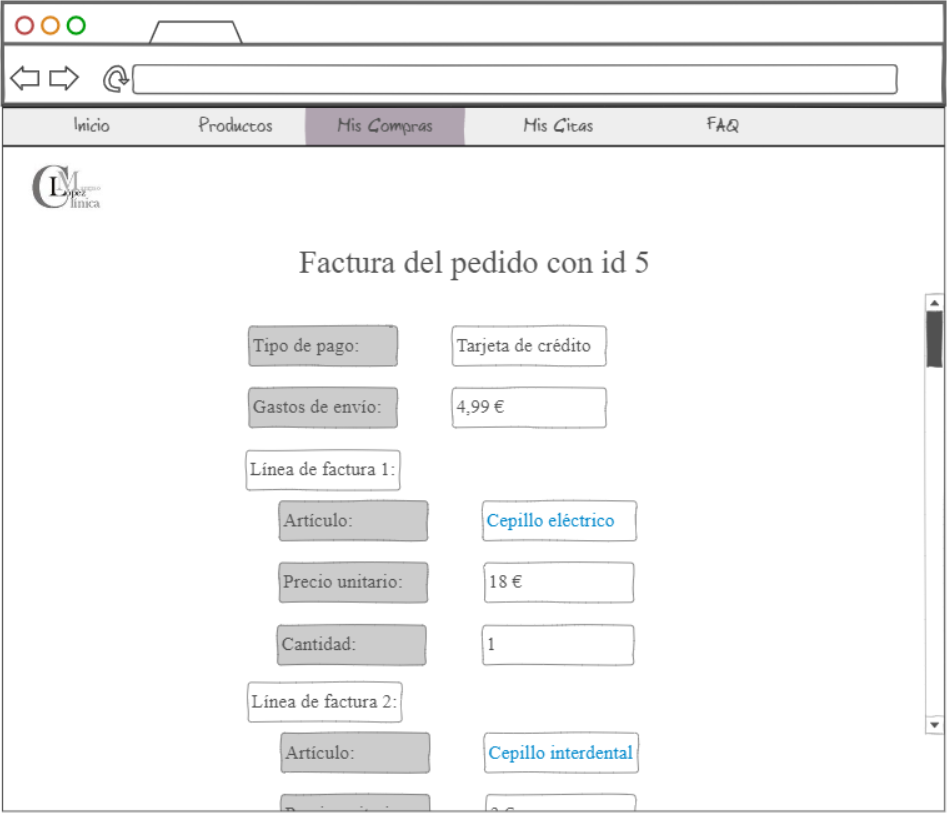 Inicio Productos Mis Compras Mis Citas FAQ
López
Clínica
Factura del pedido con id 5
Tipo de pago: Tarjeta de crédito
Gastos de envío: 4,99 €
Línea de factura 1:
Artículo: Cepillo eléctrico
Precio unitario: 18 €
Cantidad: 1
Línea de factura 2:
Artículo: Cepillo interdental